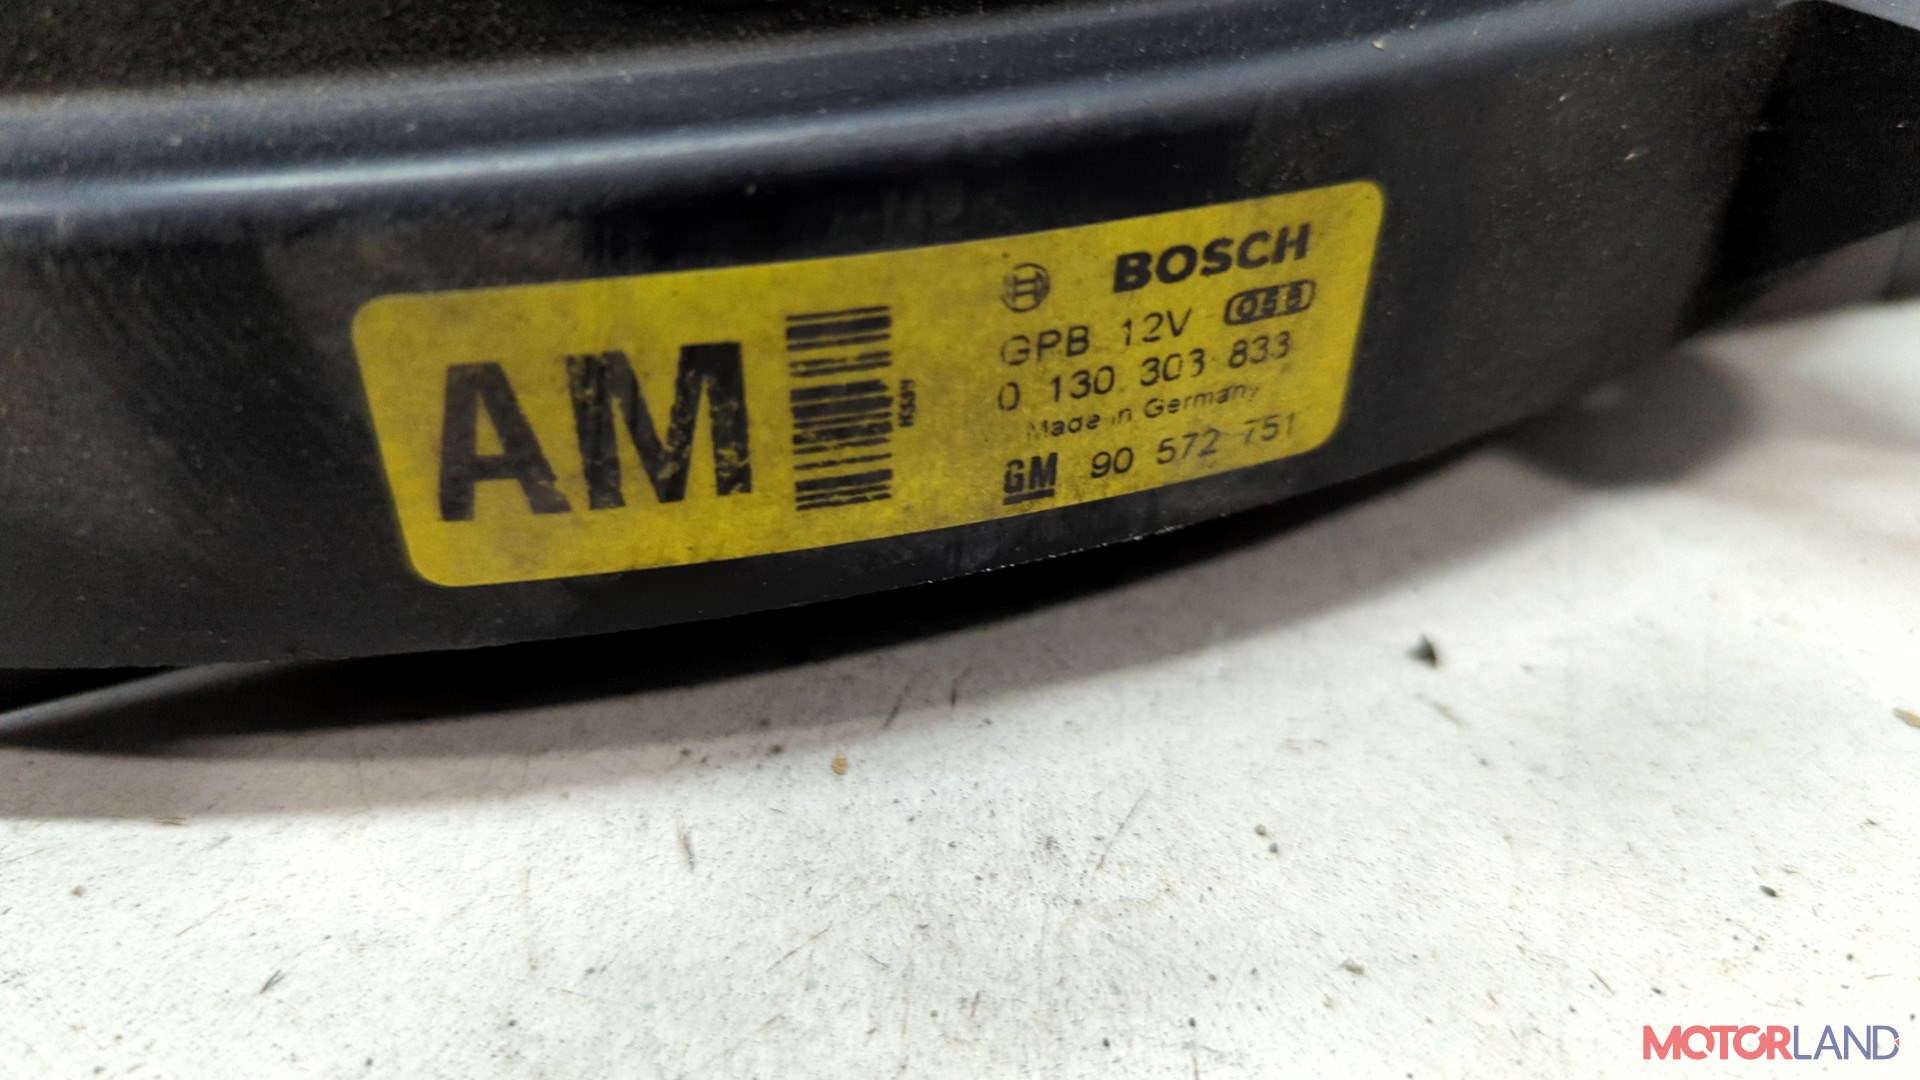 AM
BOSCH
GPB 12V
0 130 303 833
Made in Germany
GM 90 572 751
MOTORLAND